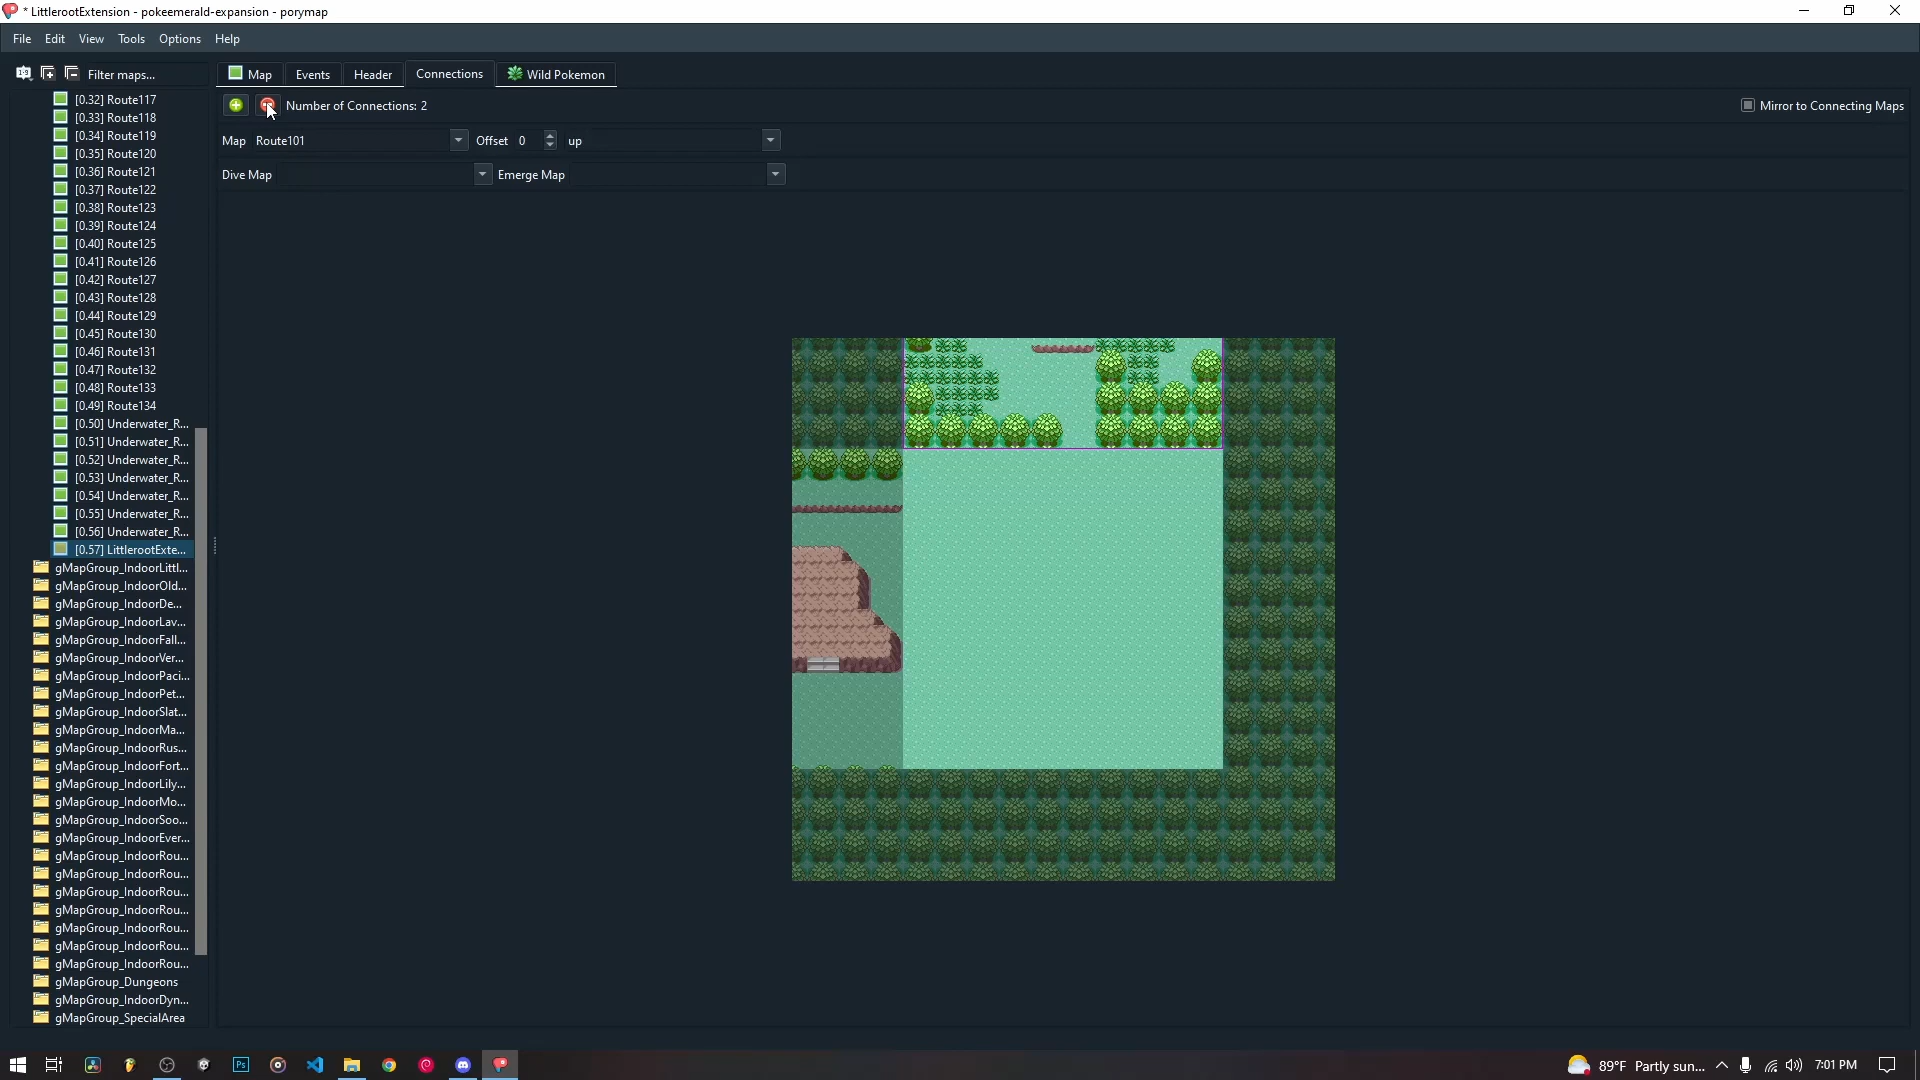 * LittlerootExtension - pokeemerald-expansion - porymap
File Edit View Tools Options Help
Filter maps...
Map Events Header Connections Wild Pokemon
Number of Connections: 2
Mirror to Connecting Maps
Map Route101 Offset 0 up
Dive Map Emerge Map
[0.32] Route117
[0.33] Route118
[0.34] Route119
[0.35] Route120
[0.36] Route121
[0.37] Route122
[0.38] Route123
[0.39] Route124
[0.40] Route125
[0.41] Route126
[0.42] Route127
[0.43] Route128
[0.44] Route129
[0.45] Route130
[0.46] Route131
[0.47] Route132
[0.48] Route133
[0.49] Route134
[0.50] Underwater_R...
[0.51] Underwater_R...
[0.52] Underwater_R...
[0.53] Underwater_R...
[0.54] Underwater_R...
[0.55] Underwater_R...
[0.56] Underwater_R...
[0.57] LittlerootExte...
gMapGroup_IndoorLittl...
gMapGroup_IndoorOld...
gMapGroup_IndoorDe...
gMapGroup_IndoorLav...
gMapGroup_IndoorFall...
gMapGroup_IndoorVer...
gMapGroup_IndoorPaci...
gMapGroup_IndoorPet...
gMapGroup_IndoorSlat...
gMapGroup_IndoorMa...
gMapGroup_IndoorRus...
gMapGroup_IndoorFort...
gMapGroup_IndoorLily...
gMapGroup_IndoorMo...
gMapGroup_IndoorSoo...
gMapGroup_IndoorEver...
gMapGroup_IndoorRou...
gMapGroup_IndoorRou...
gMapGroup_IndoorRou...
gMapGroup_IndoorRou...
gMapGroup_IndoorRou...
gMapGroup_IndoorRou...
gMapGroup_IndoorRou...
gMapGroup_Dungeons
gMapGroup_IndoorDyn...
gMapGroup_SpecialArea
Ps
89°F Partly sun...
7:01 PM